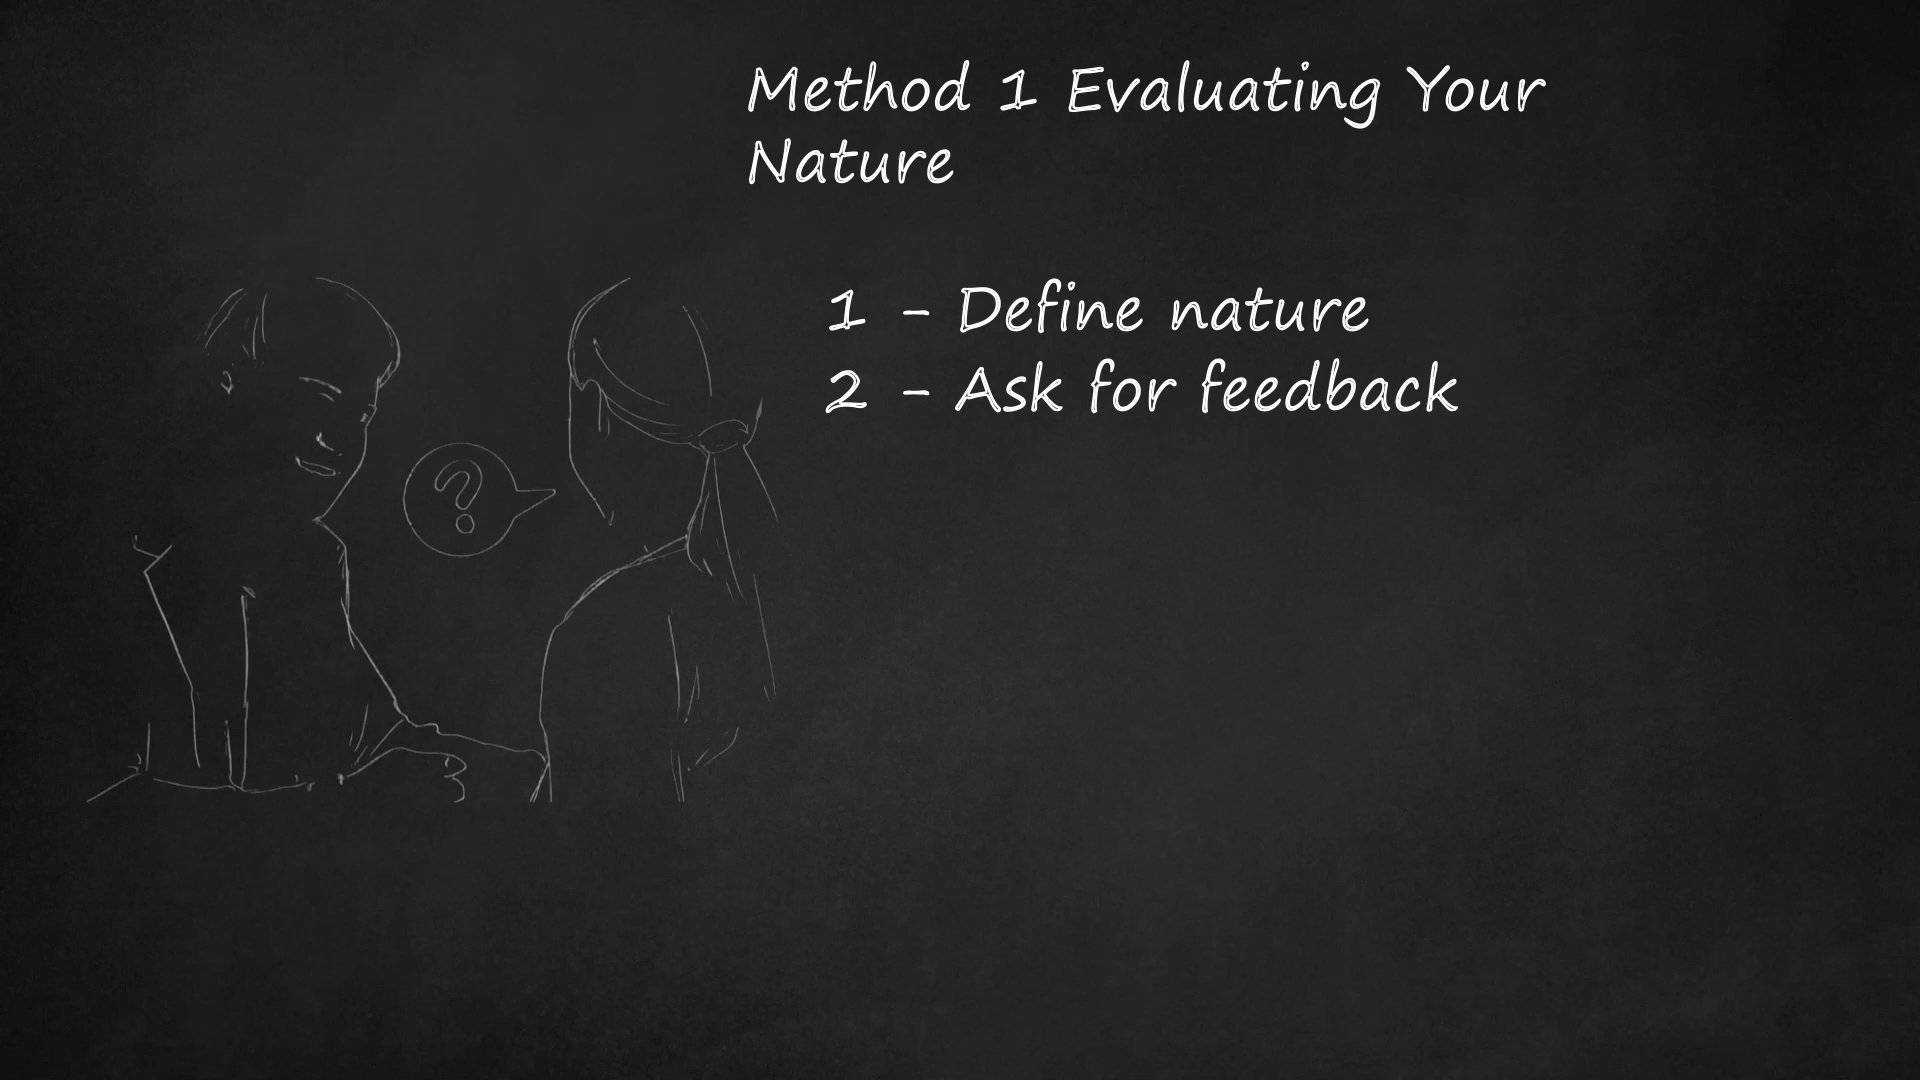 Method 1 Evaluating Your
Nature
1 - Define nature
2 - Ask for feedback
?